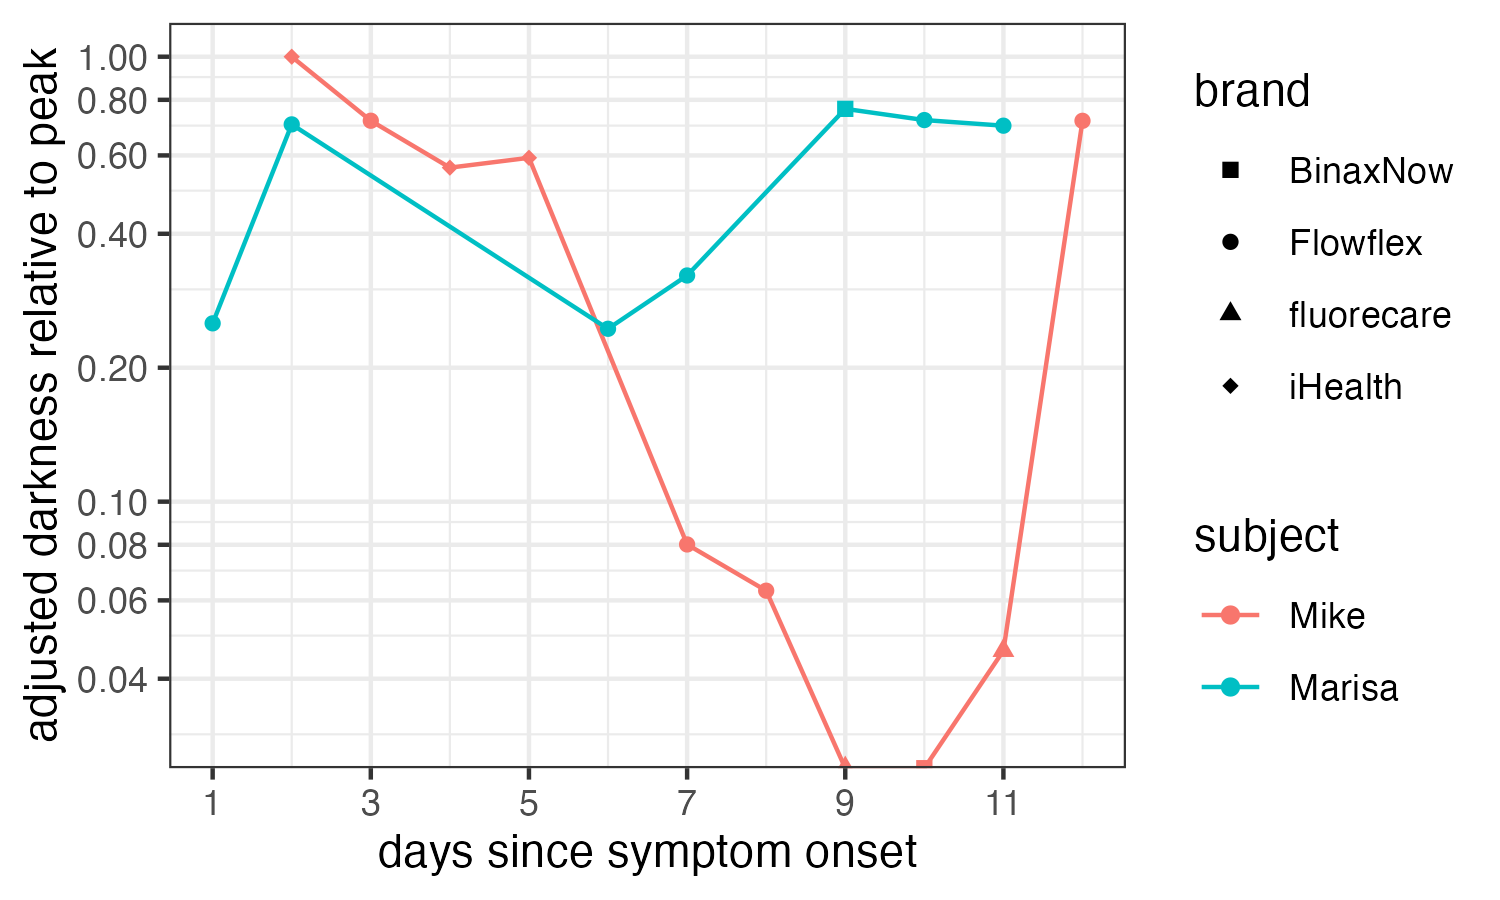 adjusted darkness relative to peak
1.00
0.80
0.60
0.40
0.20
0.10
0.08
0.06
0.04
1 3 5 7 9 11
days since symptom onset
brand
BinaxNow
Flowflex
fluorecare
iHealth
subject
Mike
Marisa